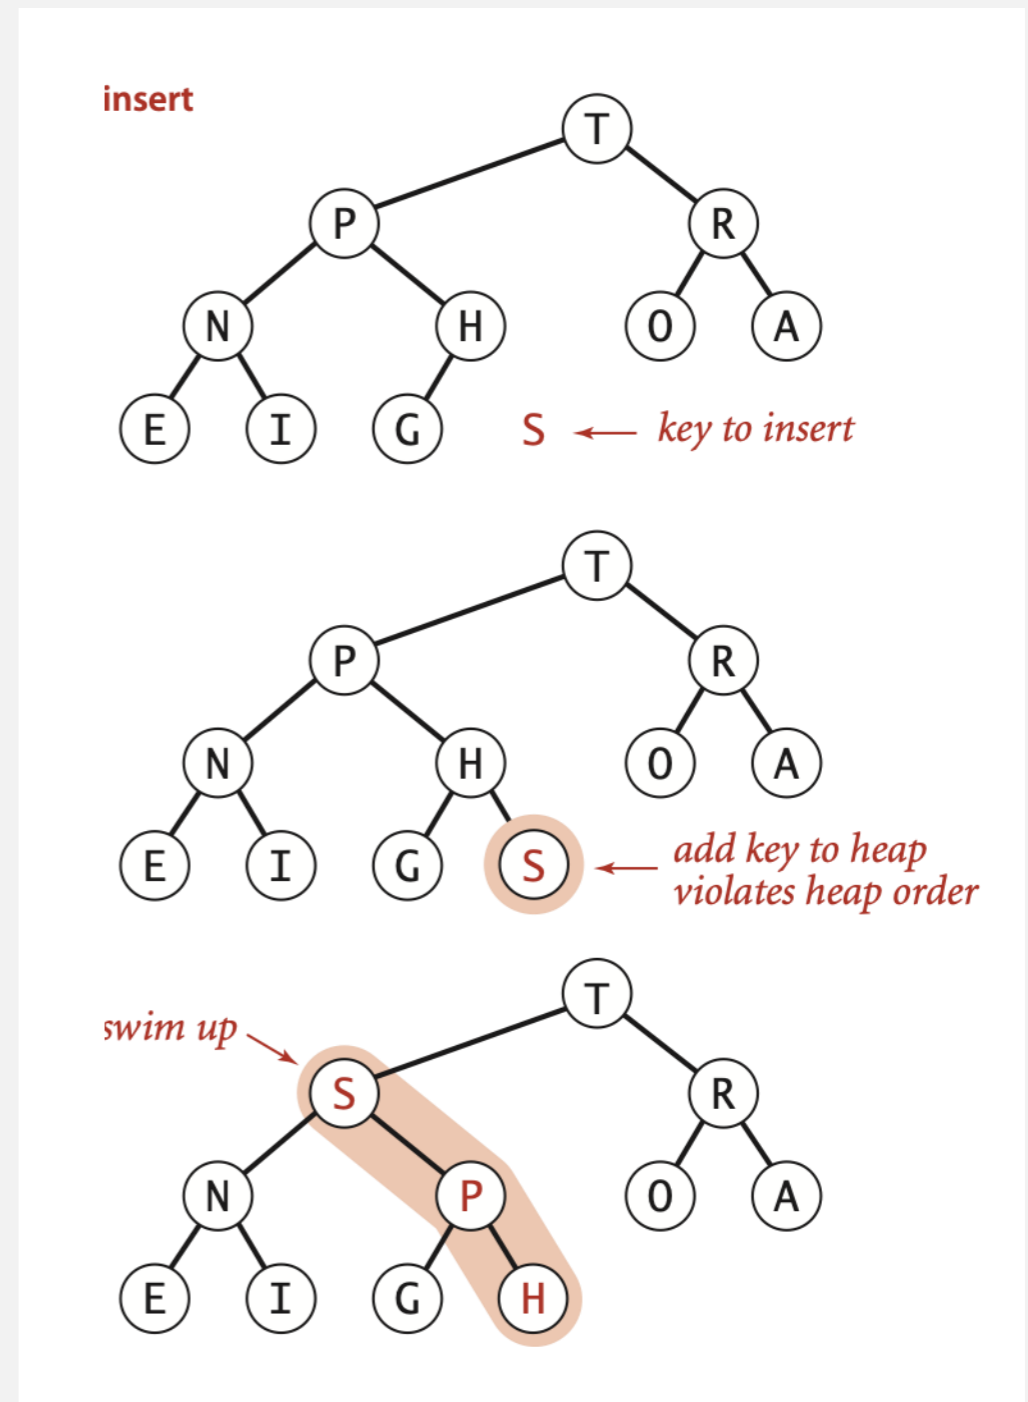 insert
T
P R
N H O A
E I G S key to insert
T
P R
N H O A
E I G S add key to heap
violates heap order
T
swim up
S R
N P O A
E I G H